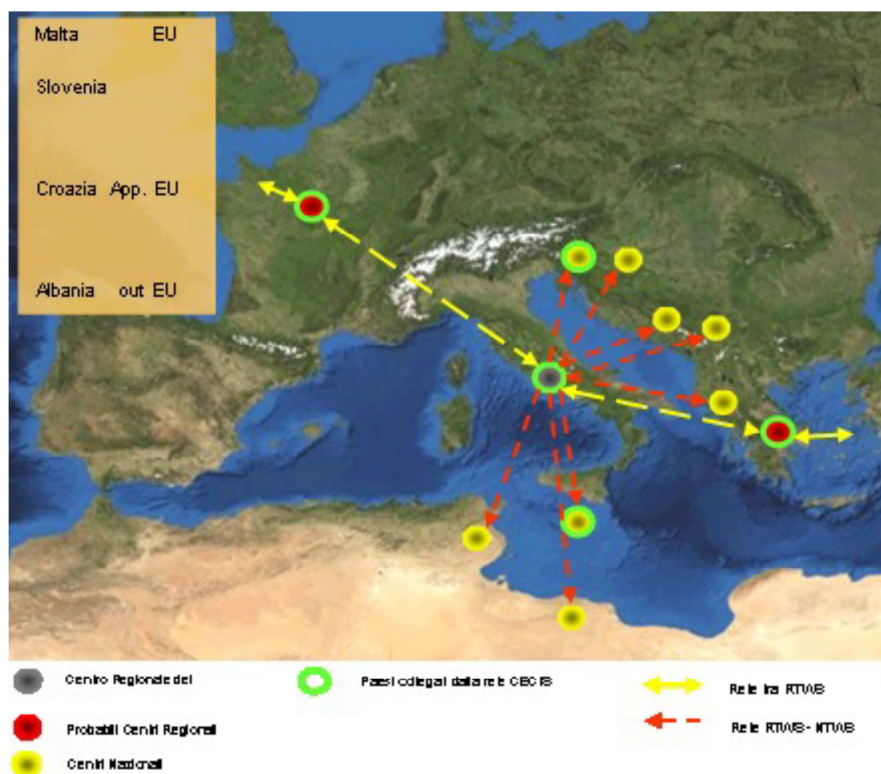 Malta EU
Slovenia
Croazia App. EU
Albania out EU
Centro Regionale del
Paesi collegati dalla rete CECIS
Rete tra RTWS
Probabili Centri Regionali
Rete RTWS - NTWS
Centri Nazionali